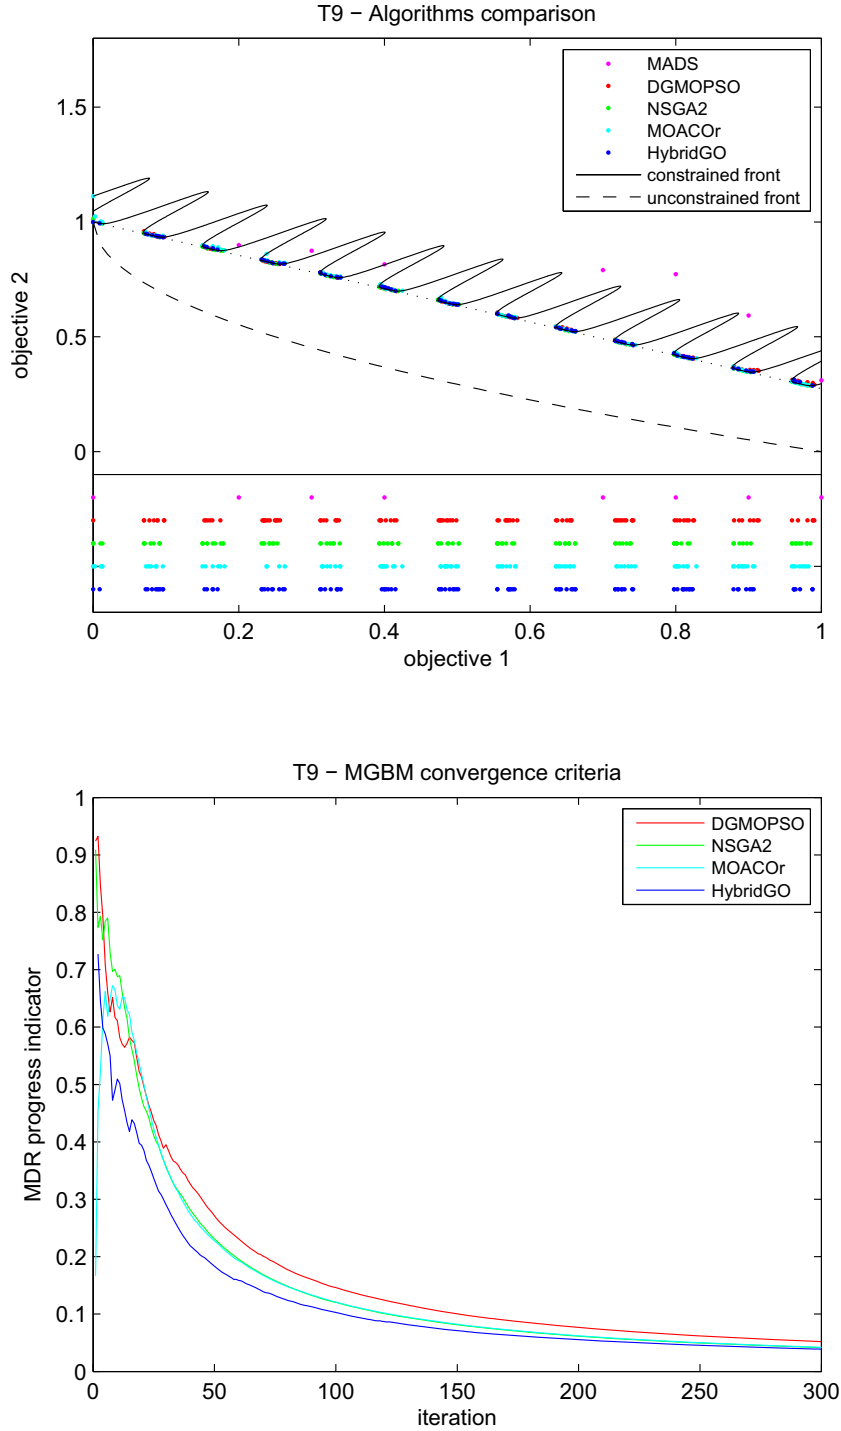 T9 − Algorithms comparison
MADS
DGMOPSO
NSGA2
MOACOr
HybridGO
constrained front
unconstrained front
1.5
1
0.5
0
objective 2
0 0.2 0.4 0.6 0.8 1
objective 1
T9 − MGBM convergence criteria
DGMOPSO
NSGA2
MOACOr
HybridGO
1
0.9
0.8
0.7
0.6
0.5
0.4
0.3
0.2
0.1
0
MDR progress indicator
0 50 100 150 200 250 300
iteration